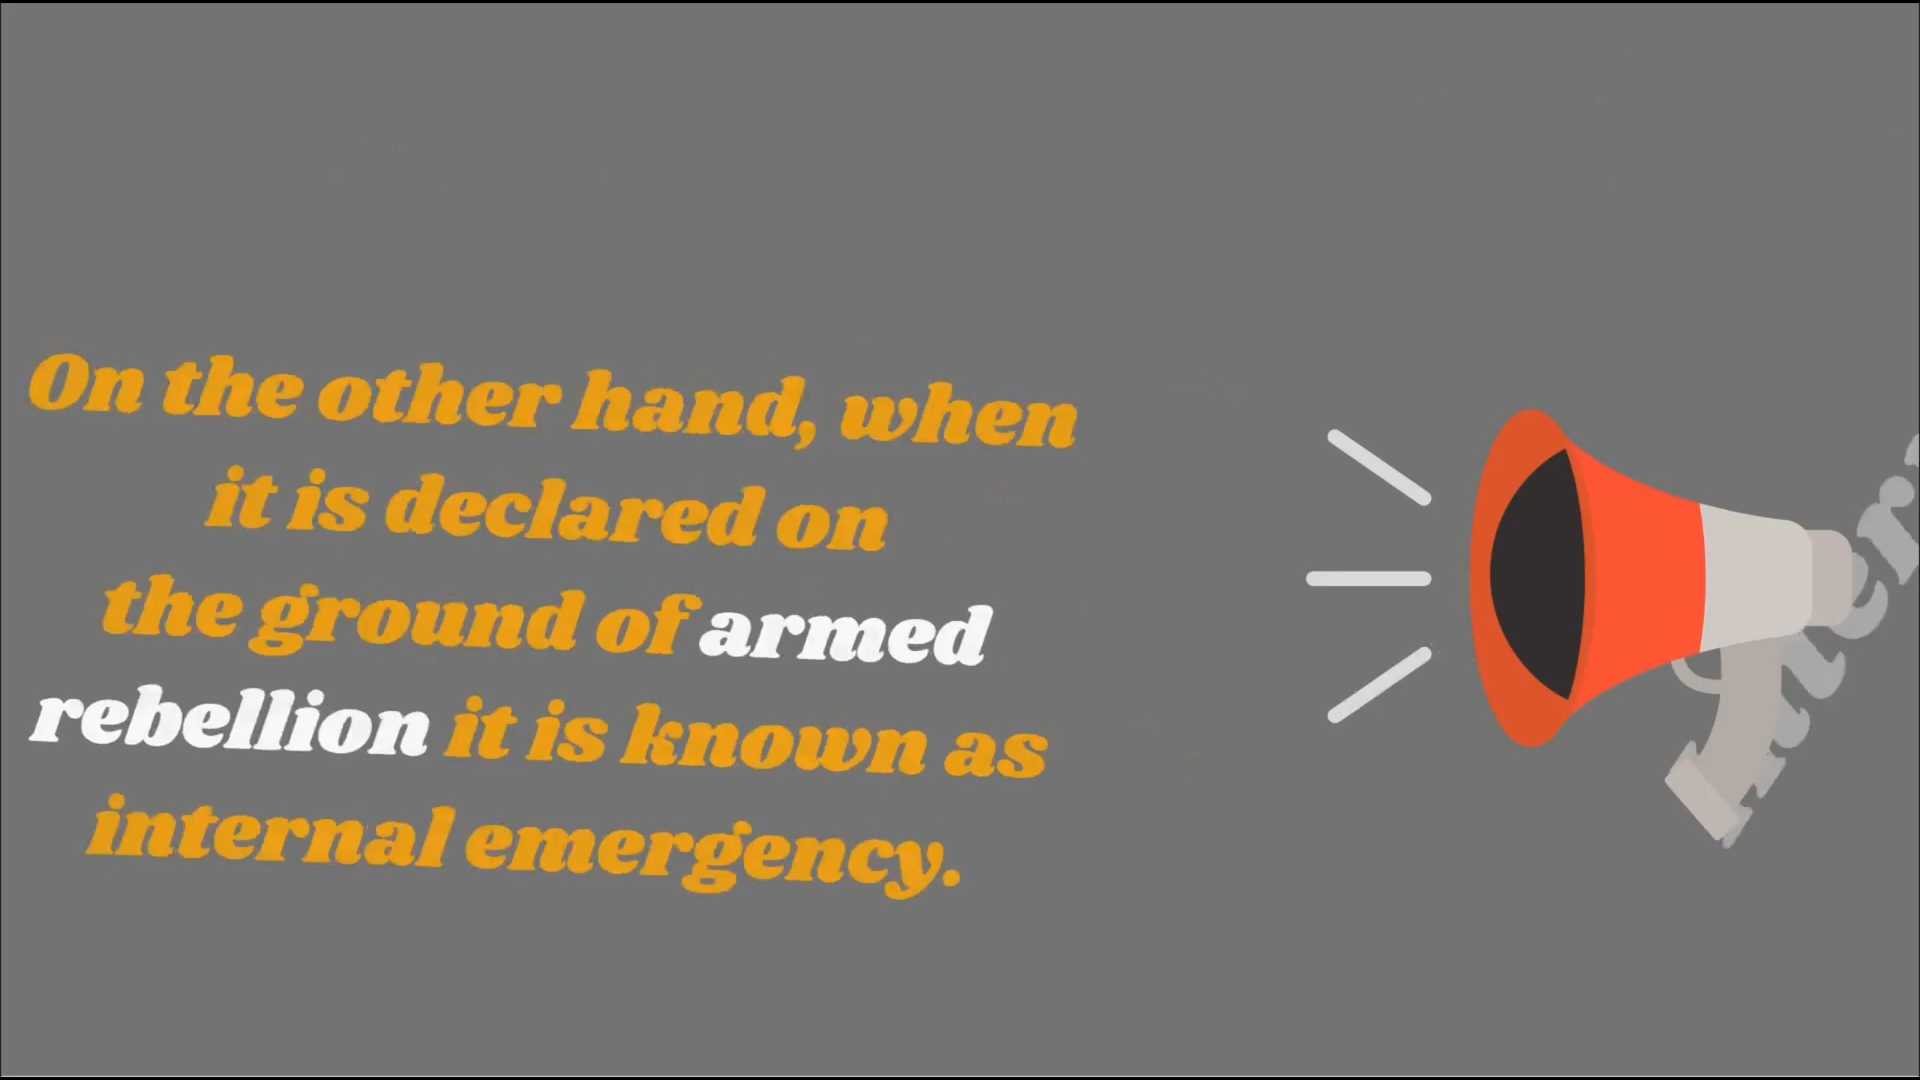 On the other hand, when
it is declared on
the ground of armed
rebellion it is known as
internal emergency.